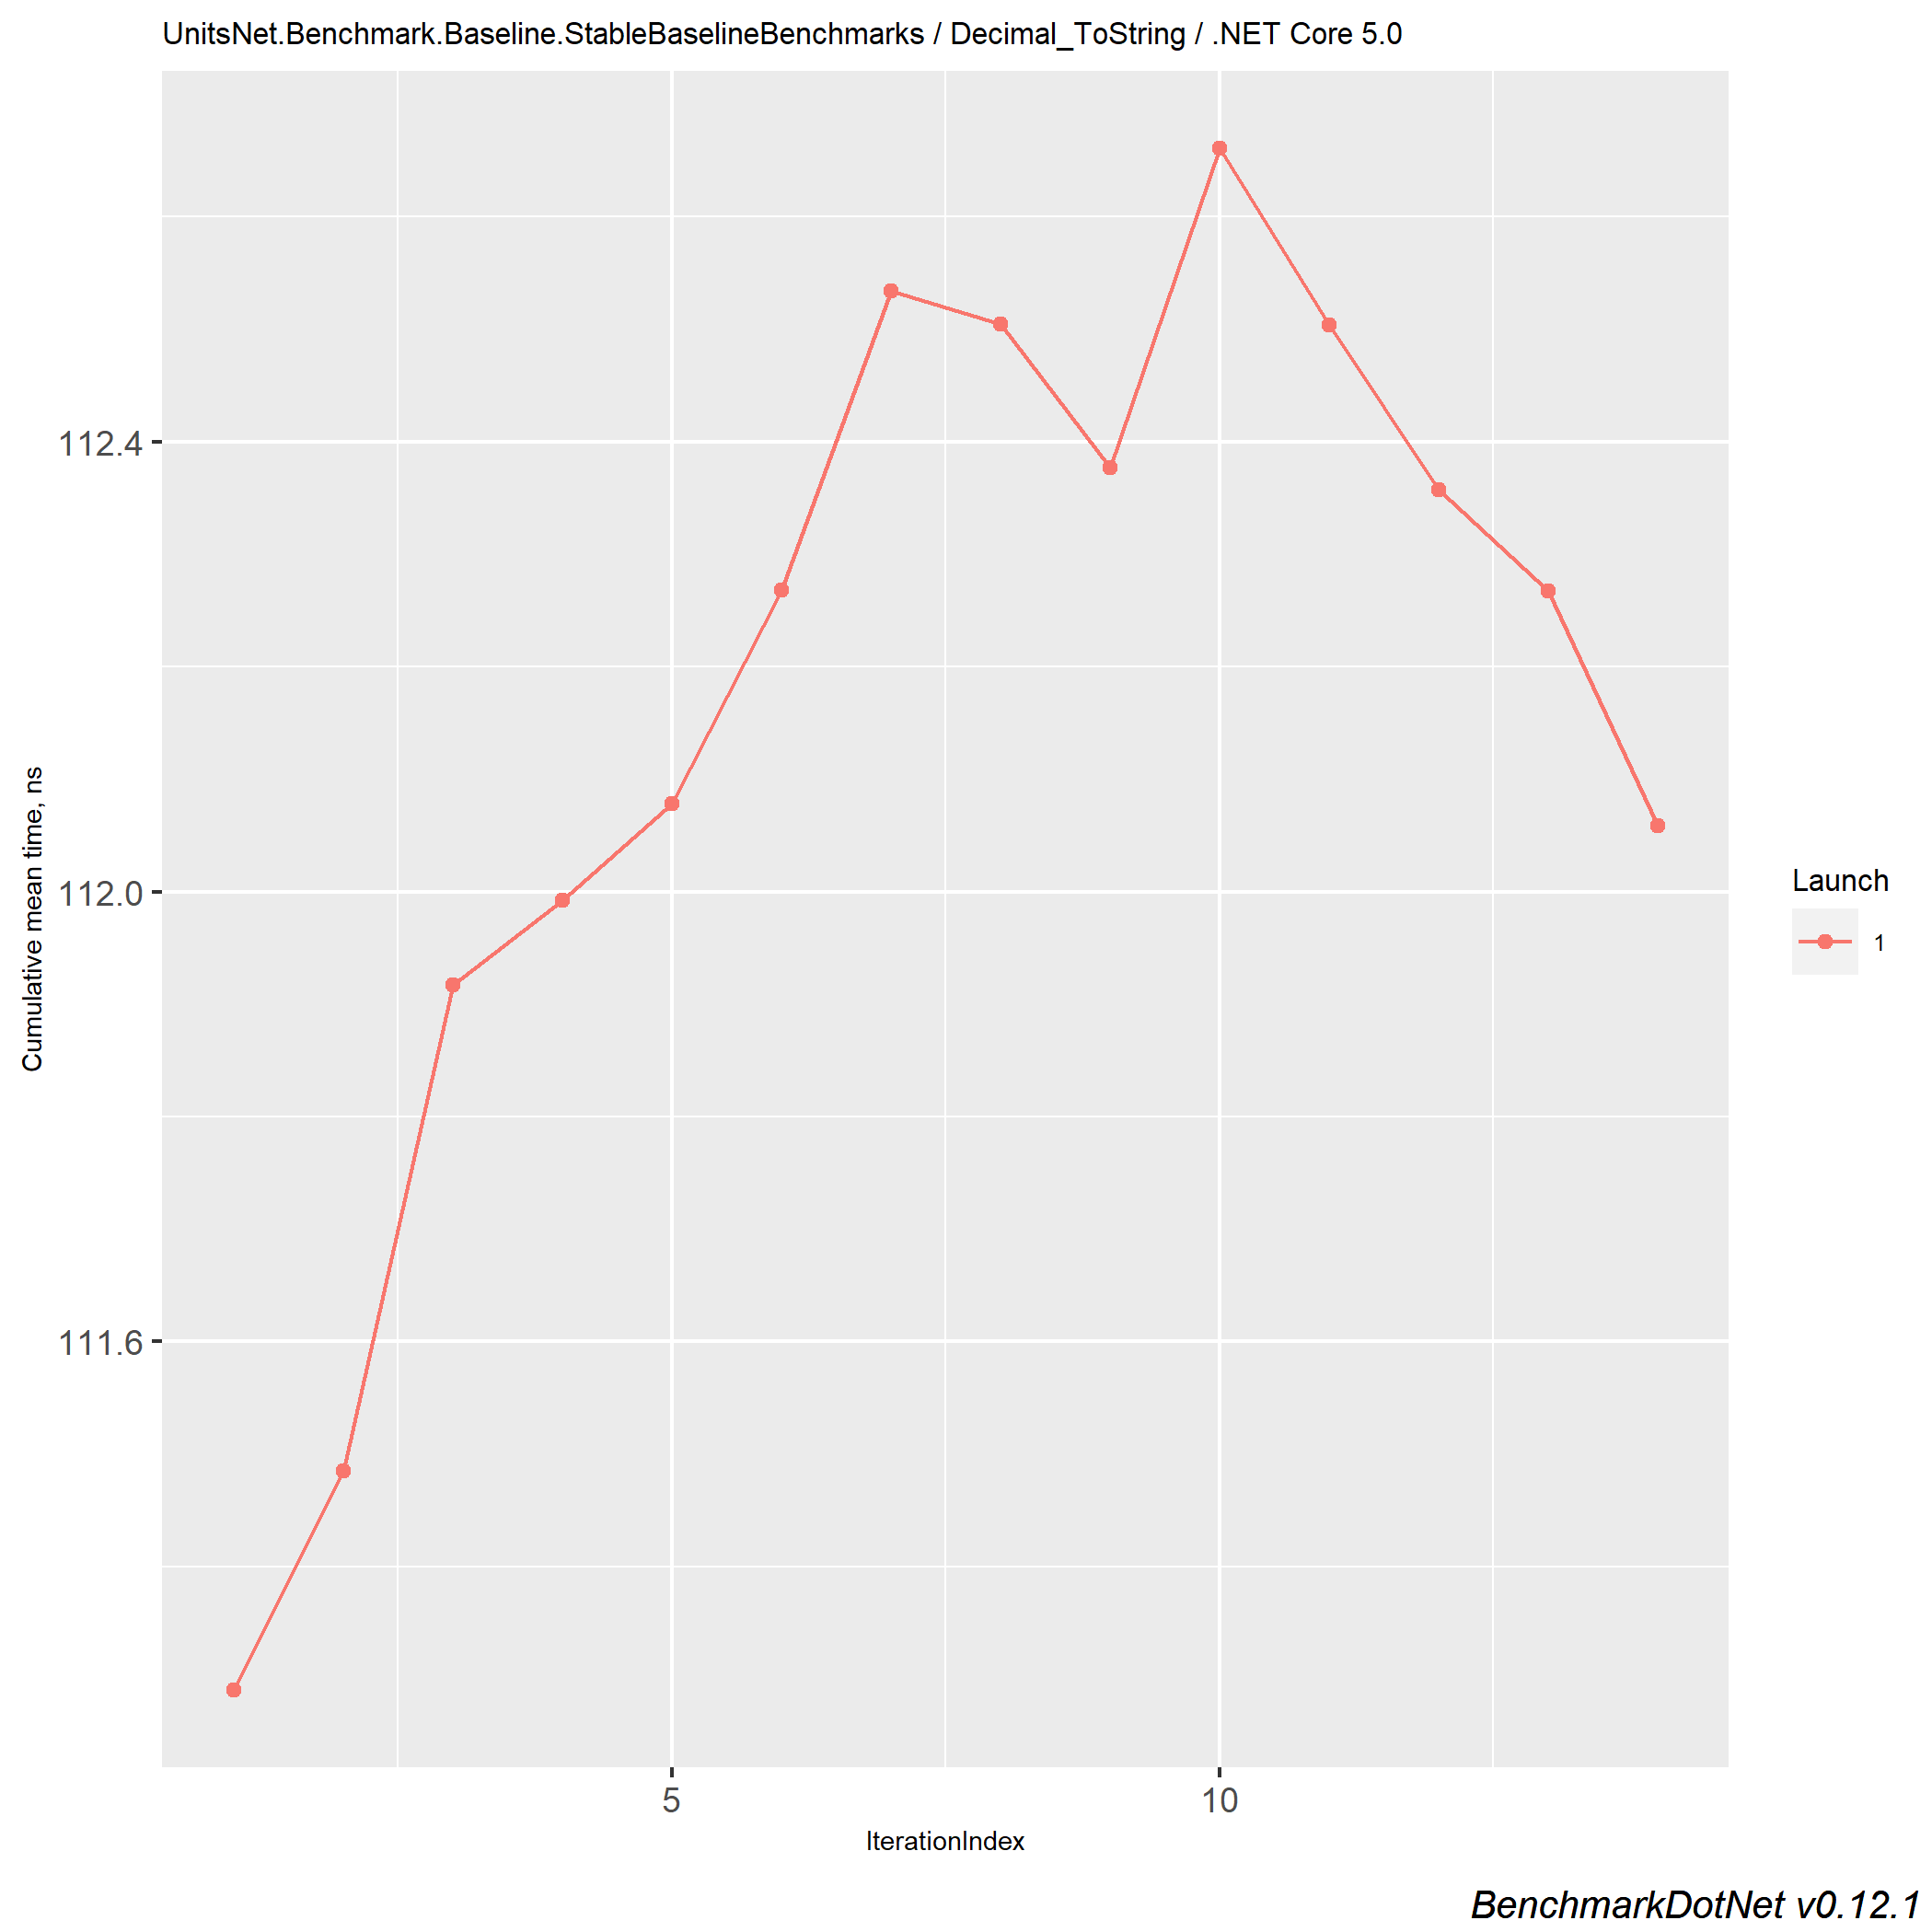 UnitsNet.Benchmark.Baseline.StableBaselineBenchmarks / Decimal_ToString / .NET Core 5.0
Cumulative mean time, ns
112.4
112.0
111.6
5
10
IterationIndex
Launch
1
BenchmarkDotNet v0.12.1